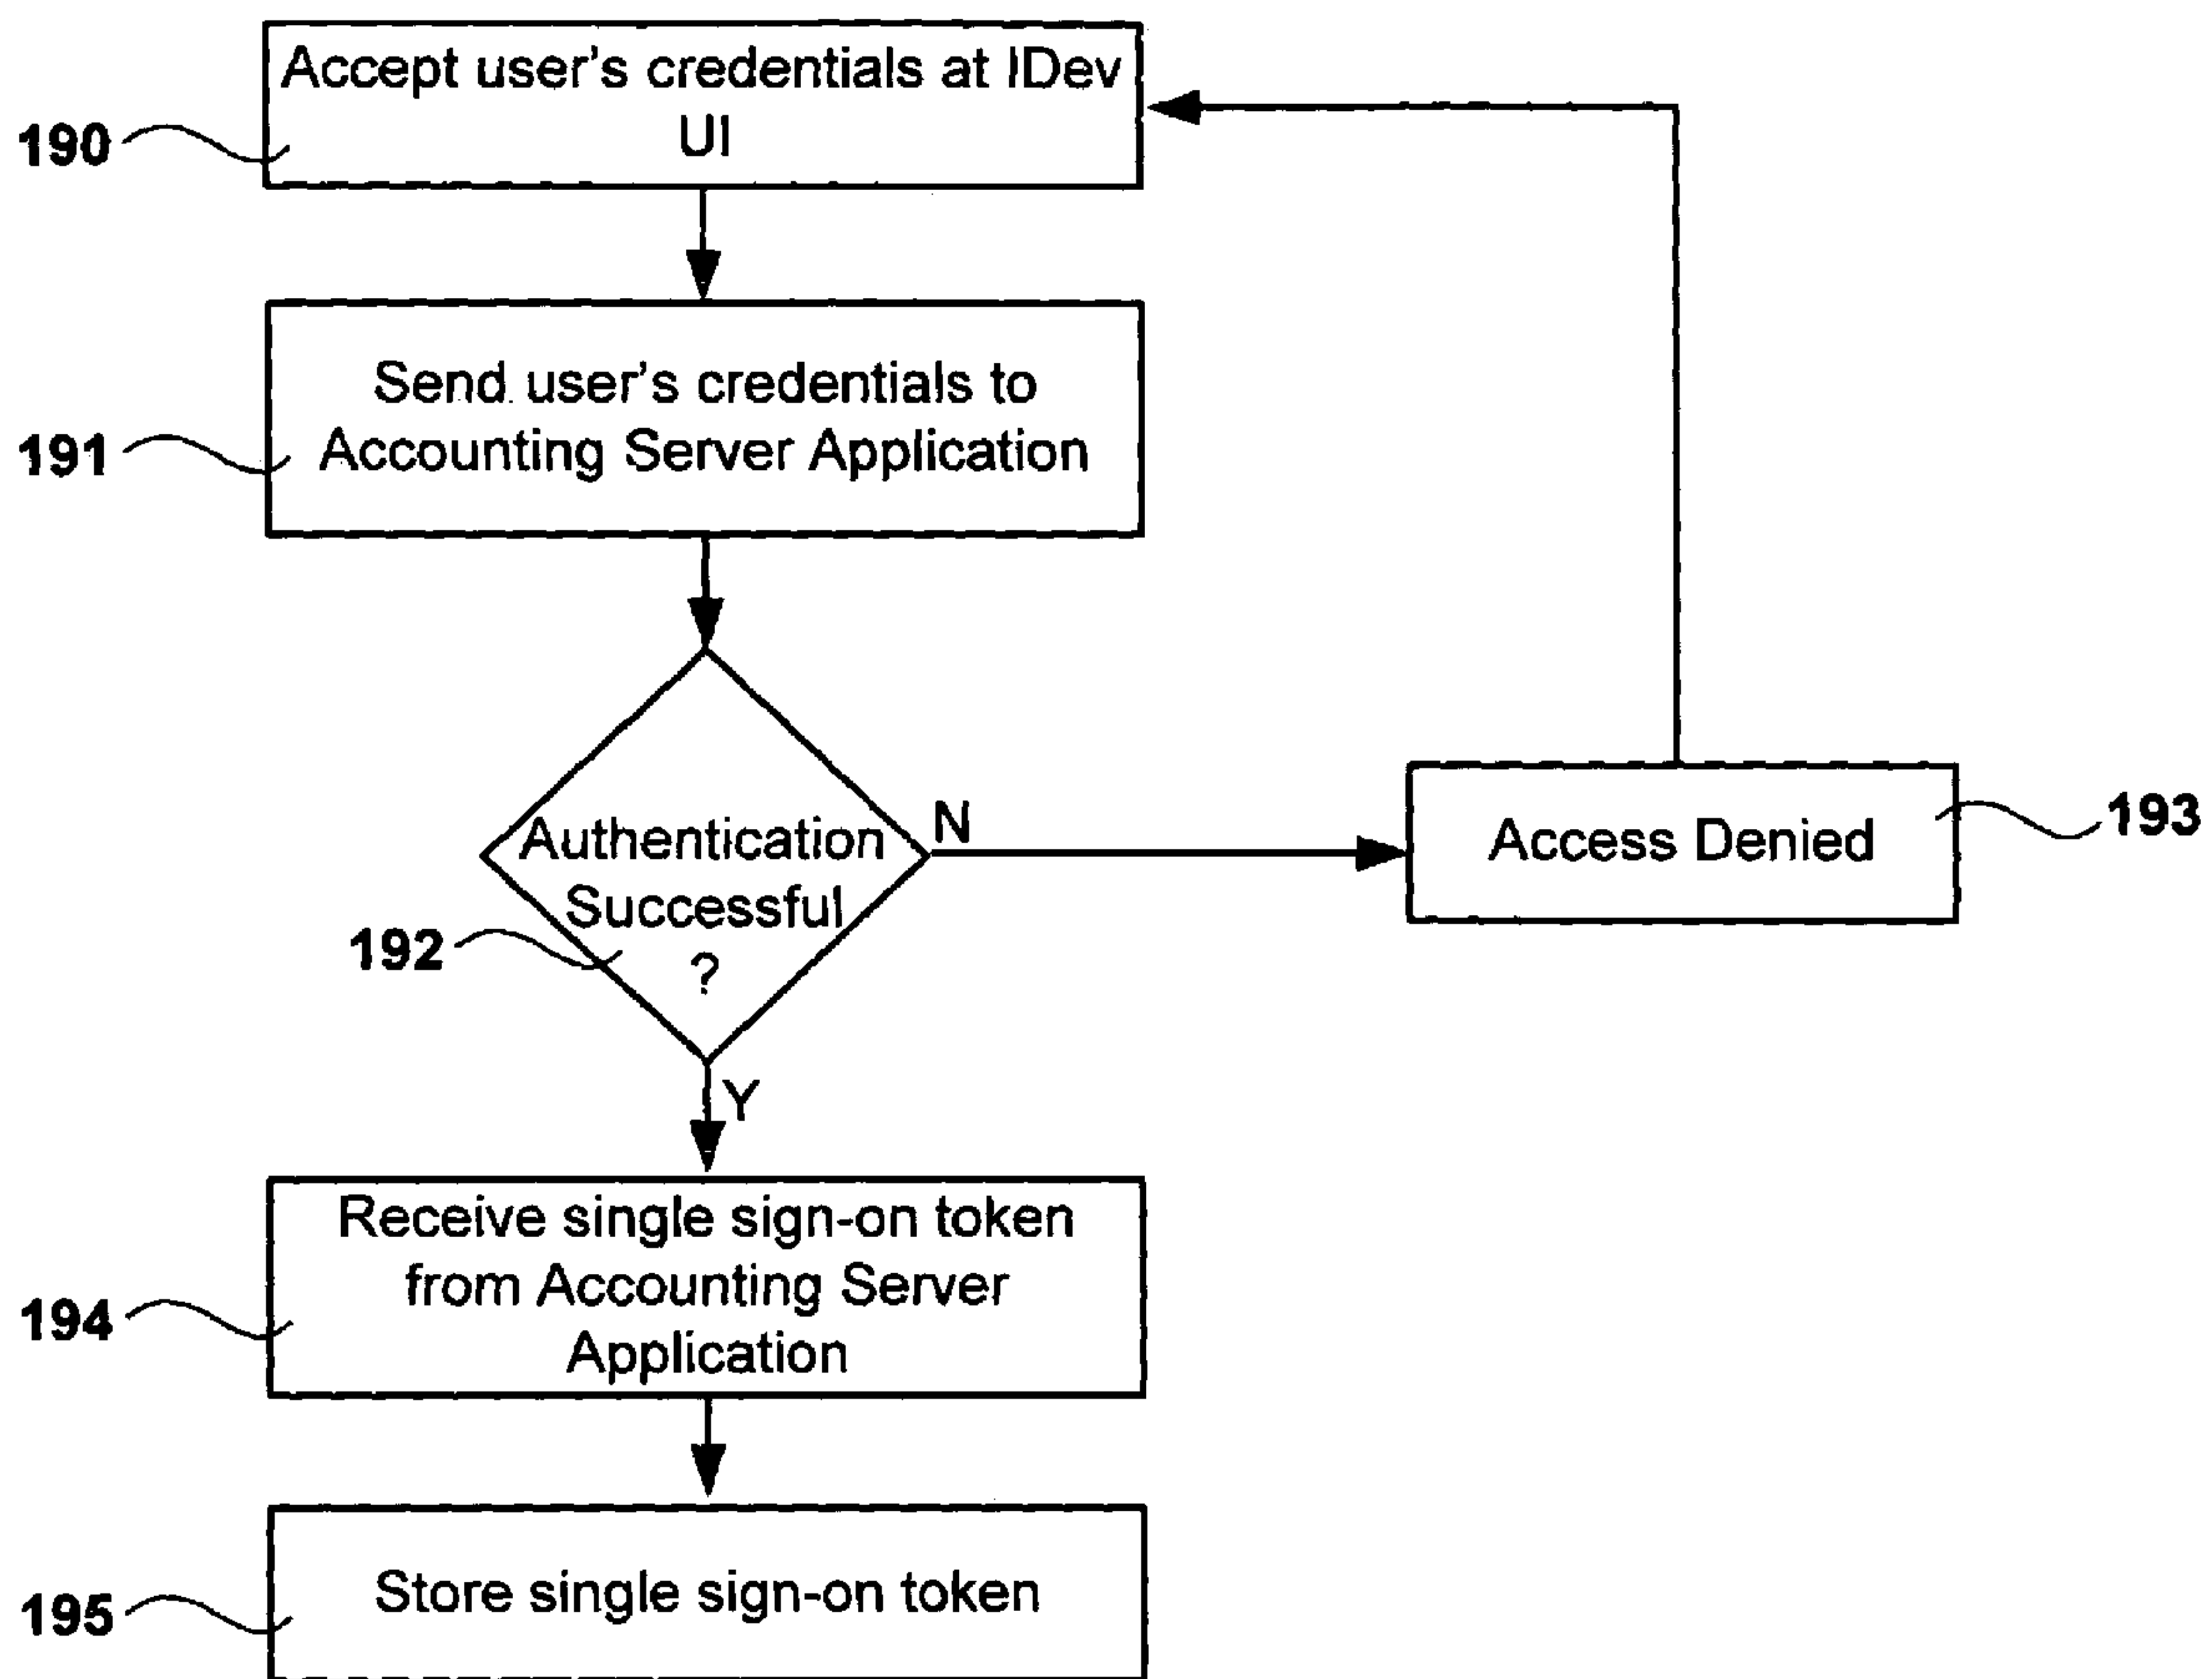 Accept user's credentials at IDev
UI
190
Send user's credentials to
Accounting Server Application
191
Authentication
Successful
?
192
N
Access Denied
193
Y
Receive single sign-on token
from Accounting Server
Application
194
Store single sign-on token
195